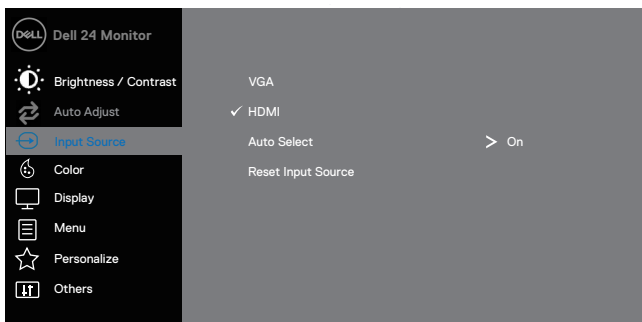 DELL Dell 24 Monitor
Brightness / Contrast
VGA
Auto Adjust
HDMI
Input Source
Auto Select
On
Color
Reset Input Source
Display
Menu
Personalize
Others